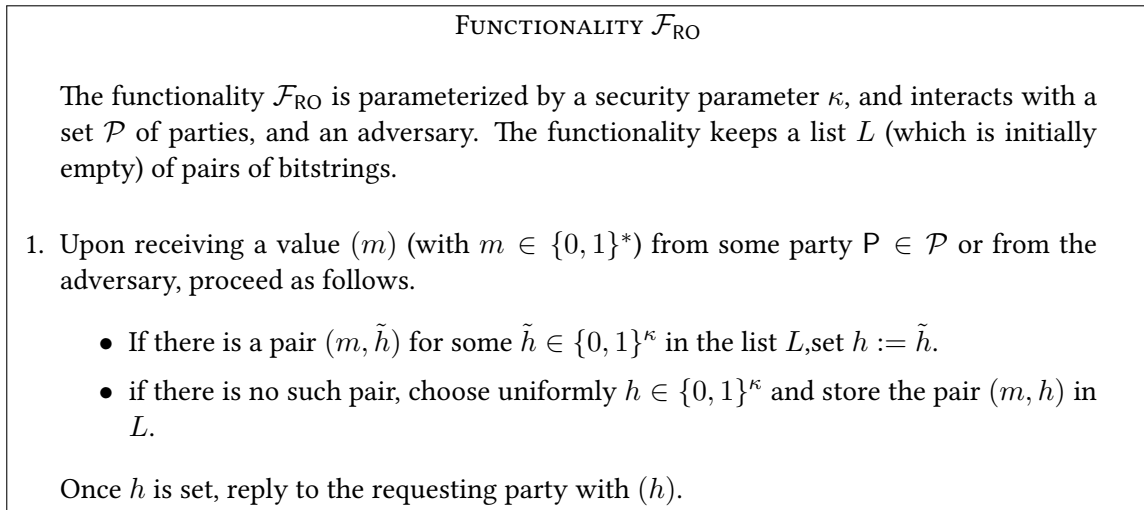 FUNCTIONALITY $\mathcal{F}_{\mathsf{RO}}$
The functionality $\mathcal{F}_{\mathsf{RO}}$ is parameterized by a security parameter $\kappa$, and interacts with a
set $\mathcal{P}$ of parties, and an adversary. The functionality keeps a list $L$ (which is initially
empty) of pairs of bitstrings.
1. Upon receiving a value $(m)$ (with $m \in \{0, 1\}^*$) from some party $\mathsf{P} \in \mathcal{P}$ or from the
adversary, proceed as follows.
• If there is a pair $(m, \tilde{h})$ for some $\tilde{h} \in \{0, 1\}^\kappa$ in the list $L$,set $h := \tilde{h}$.
• if there is no such pair, choose uniformly $h \in \{0, 1\}^\kappa$ and store the pair $(m, h)$ in
$L$.
Once $h$ is set, reply to the requesting party with $(h)$.